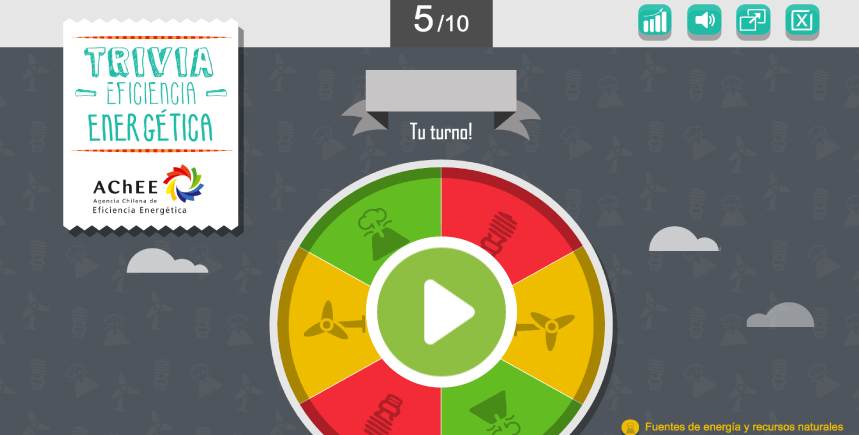 5/10
TRIVIA
EFICIENCIA
ENERGÉTICA
AChEE
Agencia Chilena de
Eficiencia Energética
Tu turno!
Fuentes de energía y recursos naturales